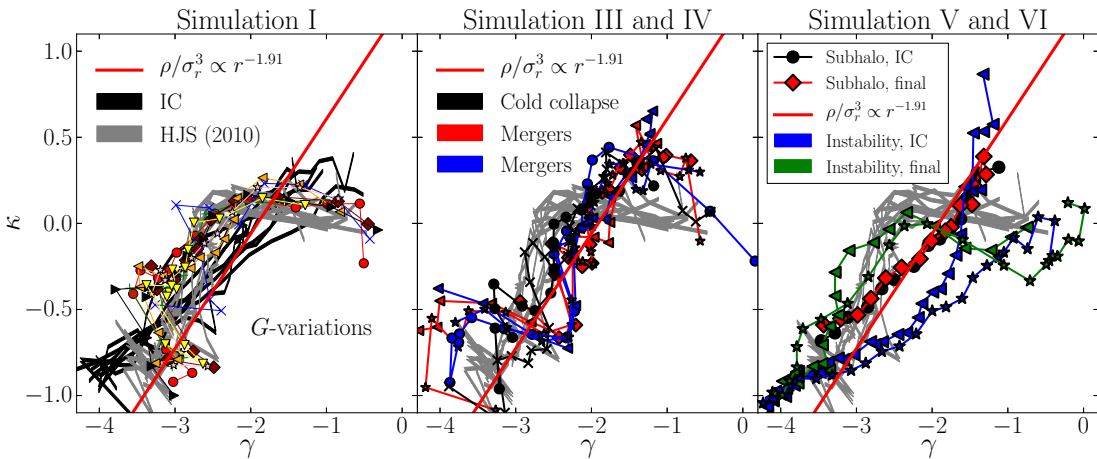 Simulation I
Simulation III and IV
Simulation V and VI
1.0
0.5
0.0
−0.5
−1.0
κ
ρ/σ_r^3 ∝ r^−1.91
IC
HJS (2010)
G-variations
−4 −3 −2 −1 0
γ
ρ/σ_r^3 ∝ r^−1.91
Cold collapse
Mergers
Mergers
−4 −3 −2 −1 0
γ
Subhalo, IC
Subhalo, final
ρ/σ_r^3 ∝ r^−1.91
Instability, IC
Instability, final
−4 −3 −2 −1 0
γ